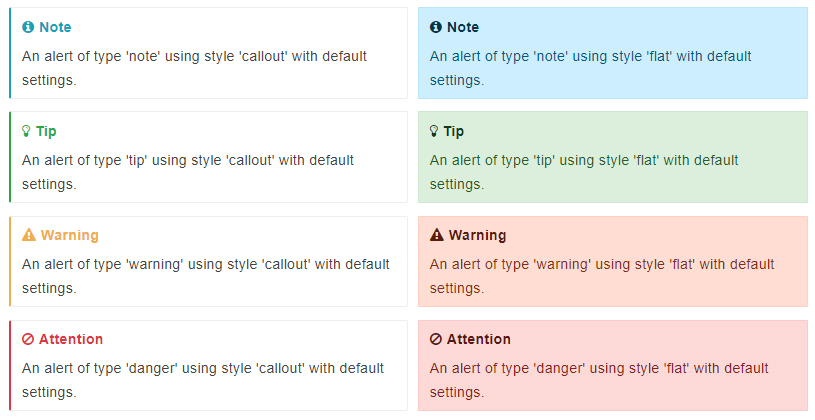 Note
An alert of type 'note' using style 'callout' with default
settings.
Note
An alert of type 'note' using style 'flat' with default
settings.
Tip
An alert of type 'tip' using style 'callout' with default
settings.
Tip
An alert of type 'tip' using style 'flat' with default
settings.
Warning
An alert of type 'warning' using style 'callout' with default
settings.
Warning
An alert of type 'warning' using style 'flat' with default
settings.
Attention
An alert of type 'danger' using style 'callout' with default
settings.
Attention
An alert of type 'danger' using style 'flat' with default
settings.